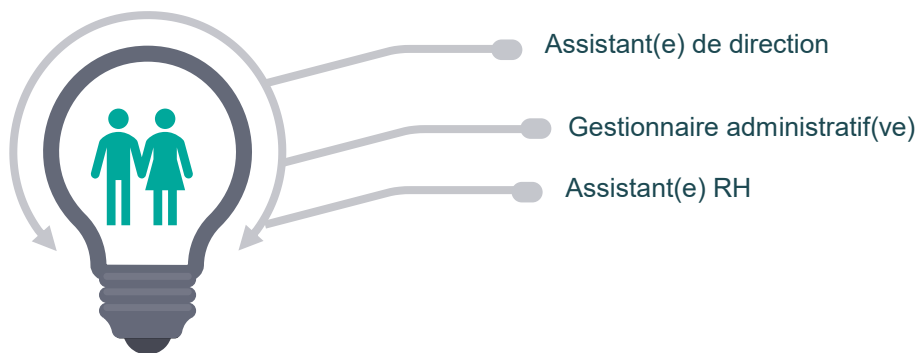 Assistant(e) de direction
Gestionnaire administratif(ve)
Assistant(e) RH